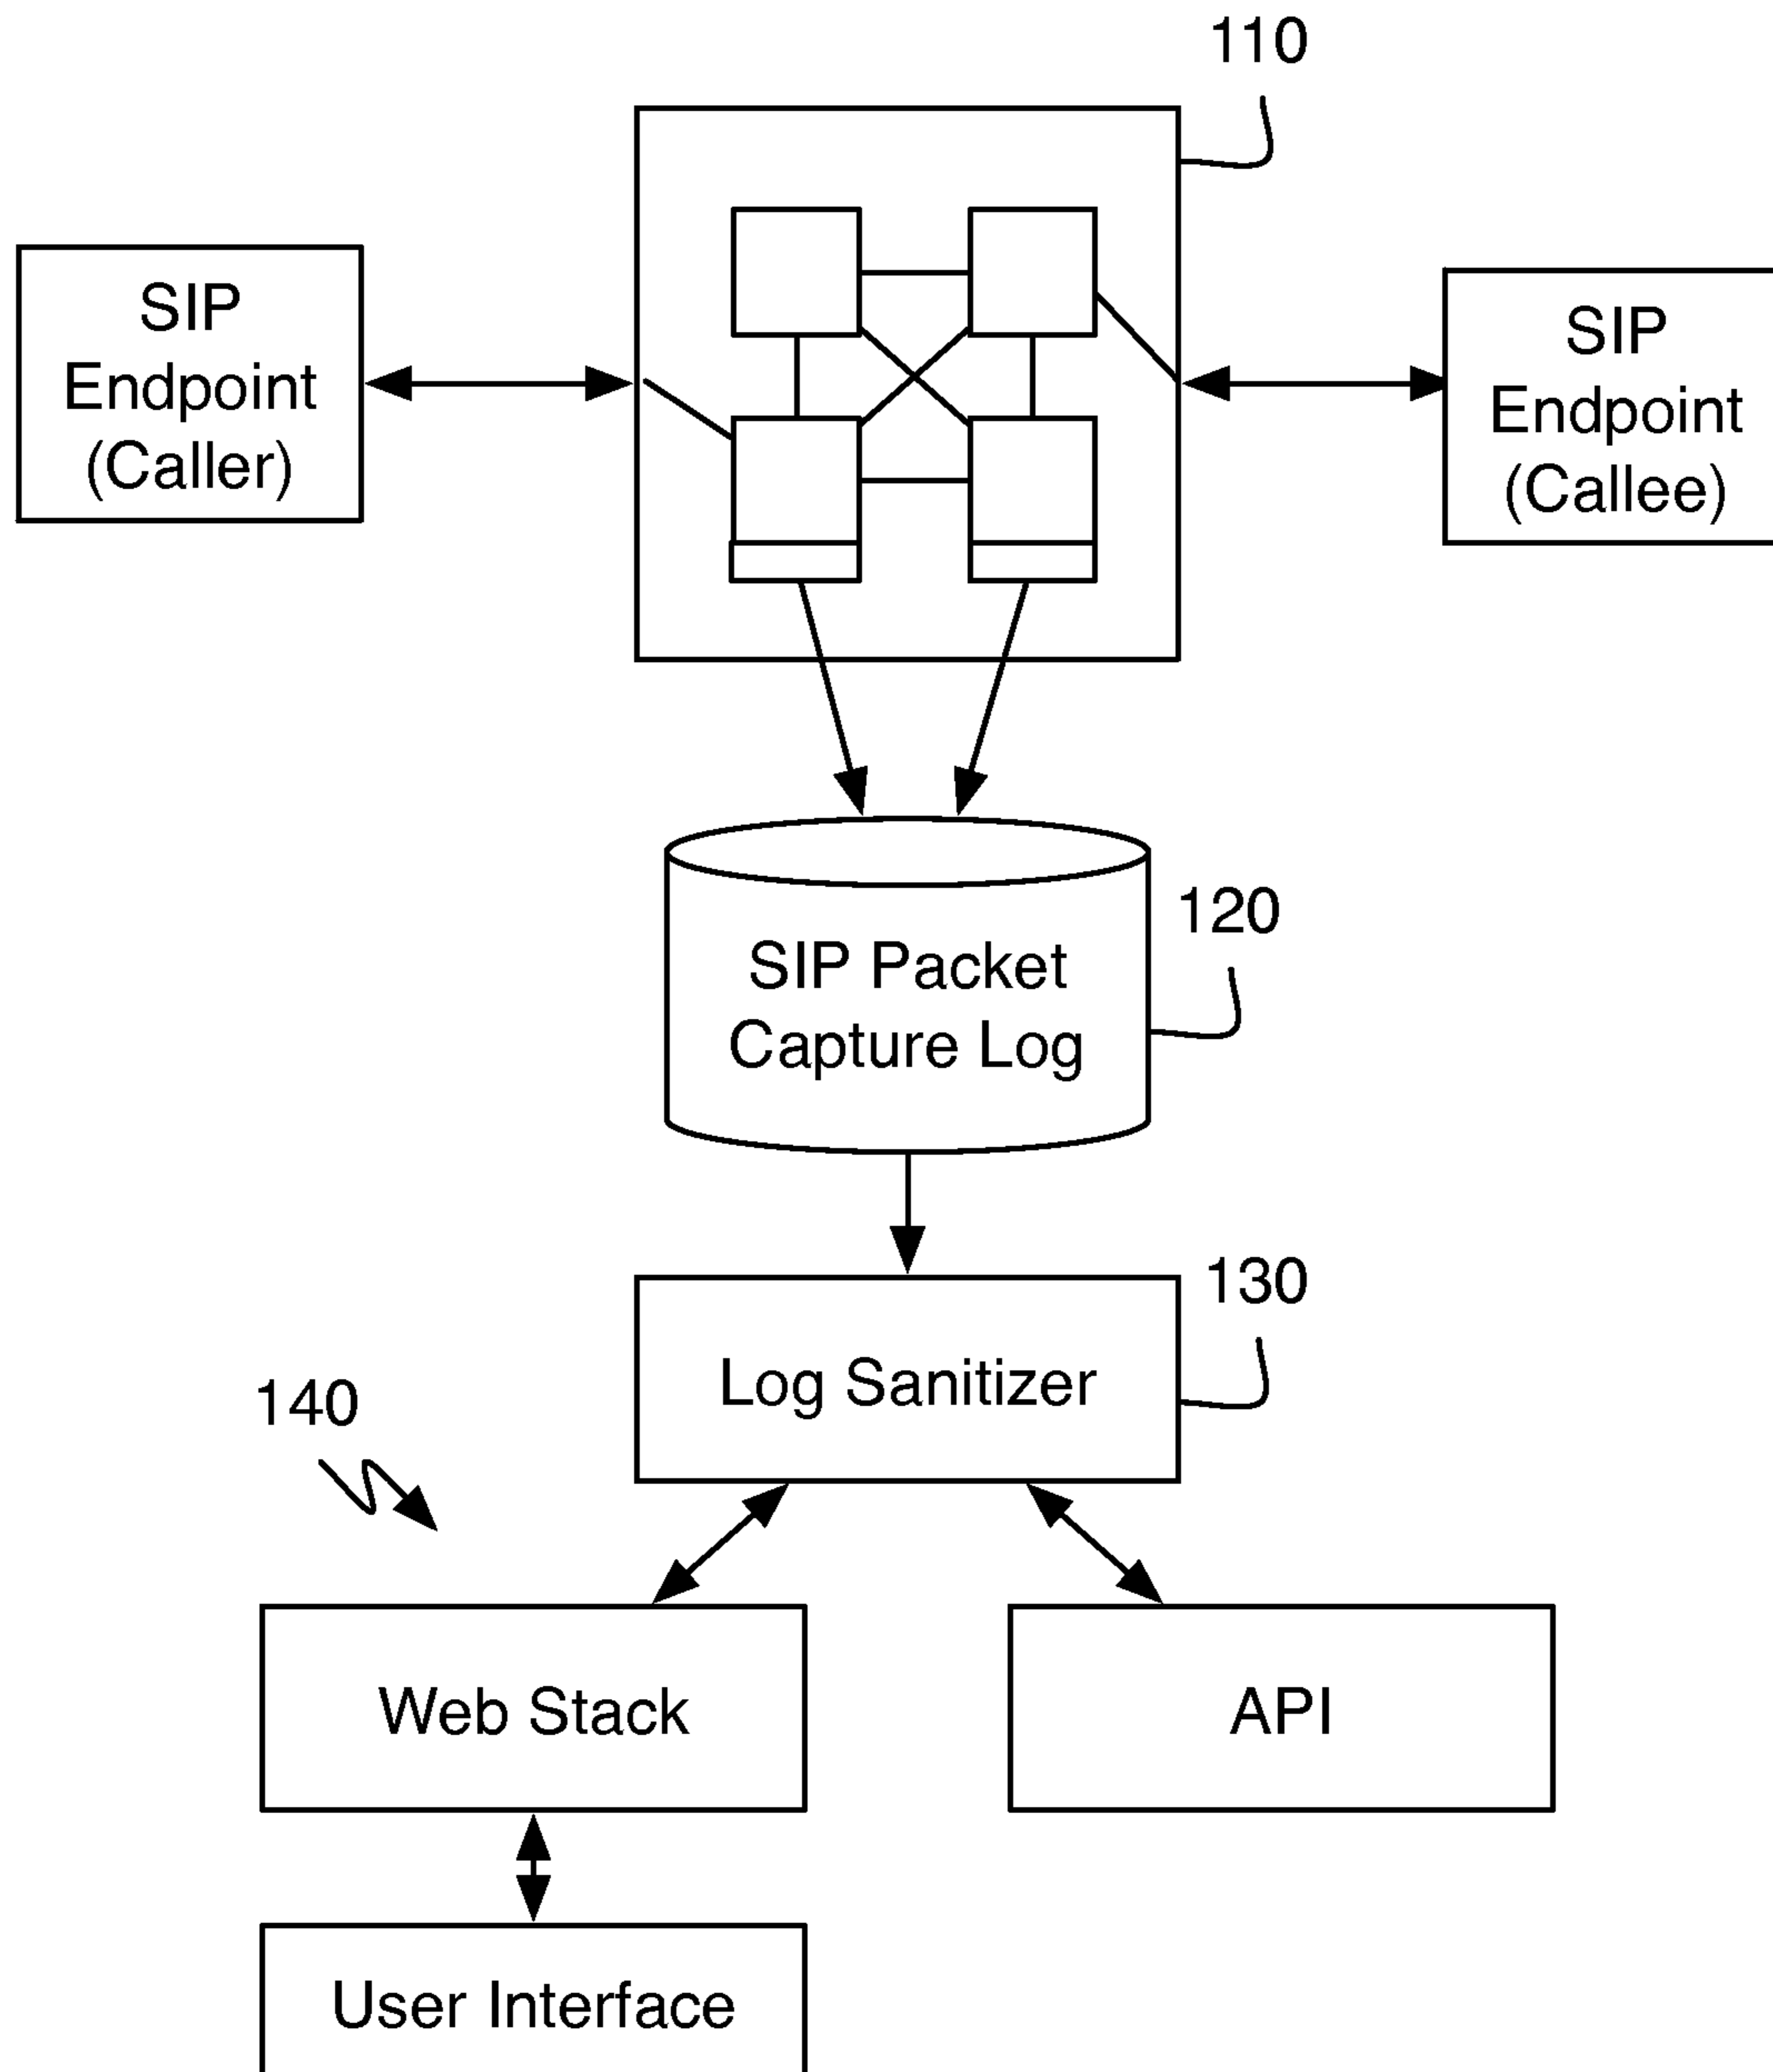 110
SIP
Endpoint
(Caller)
SIP
Endpoint
(Callee)
120
SIP Packet
Capture Log
130
Log Sanitizer
140
Web Stack
API
User Interface